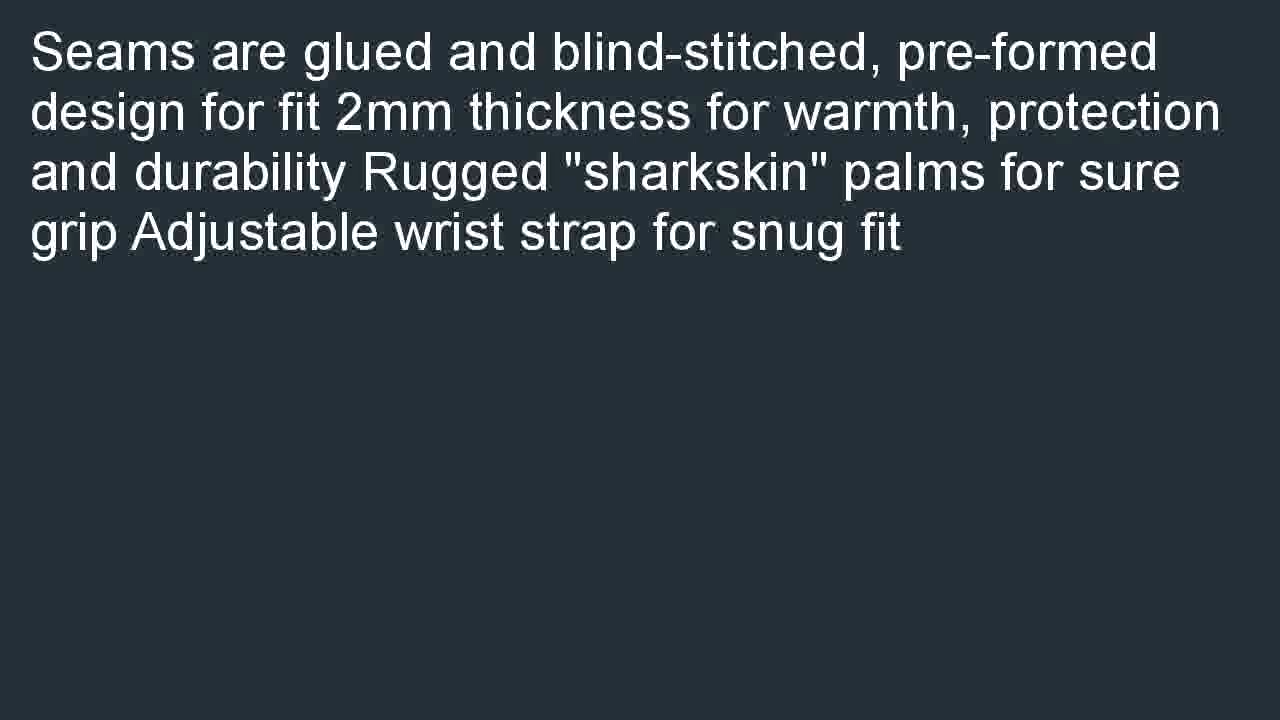 Seams are glued and blind-stitched, pre-formed
design for fit 2mm thickness for warmth, protection
and durability Rugged "sharkskin" palms for sure
grip Adjustable wrist strap for snug fit